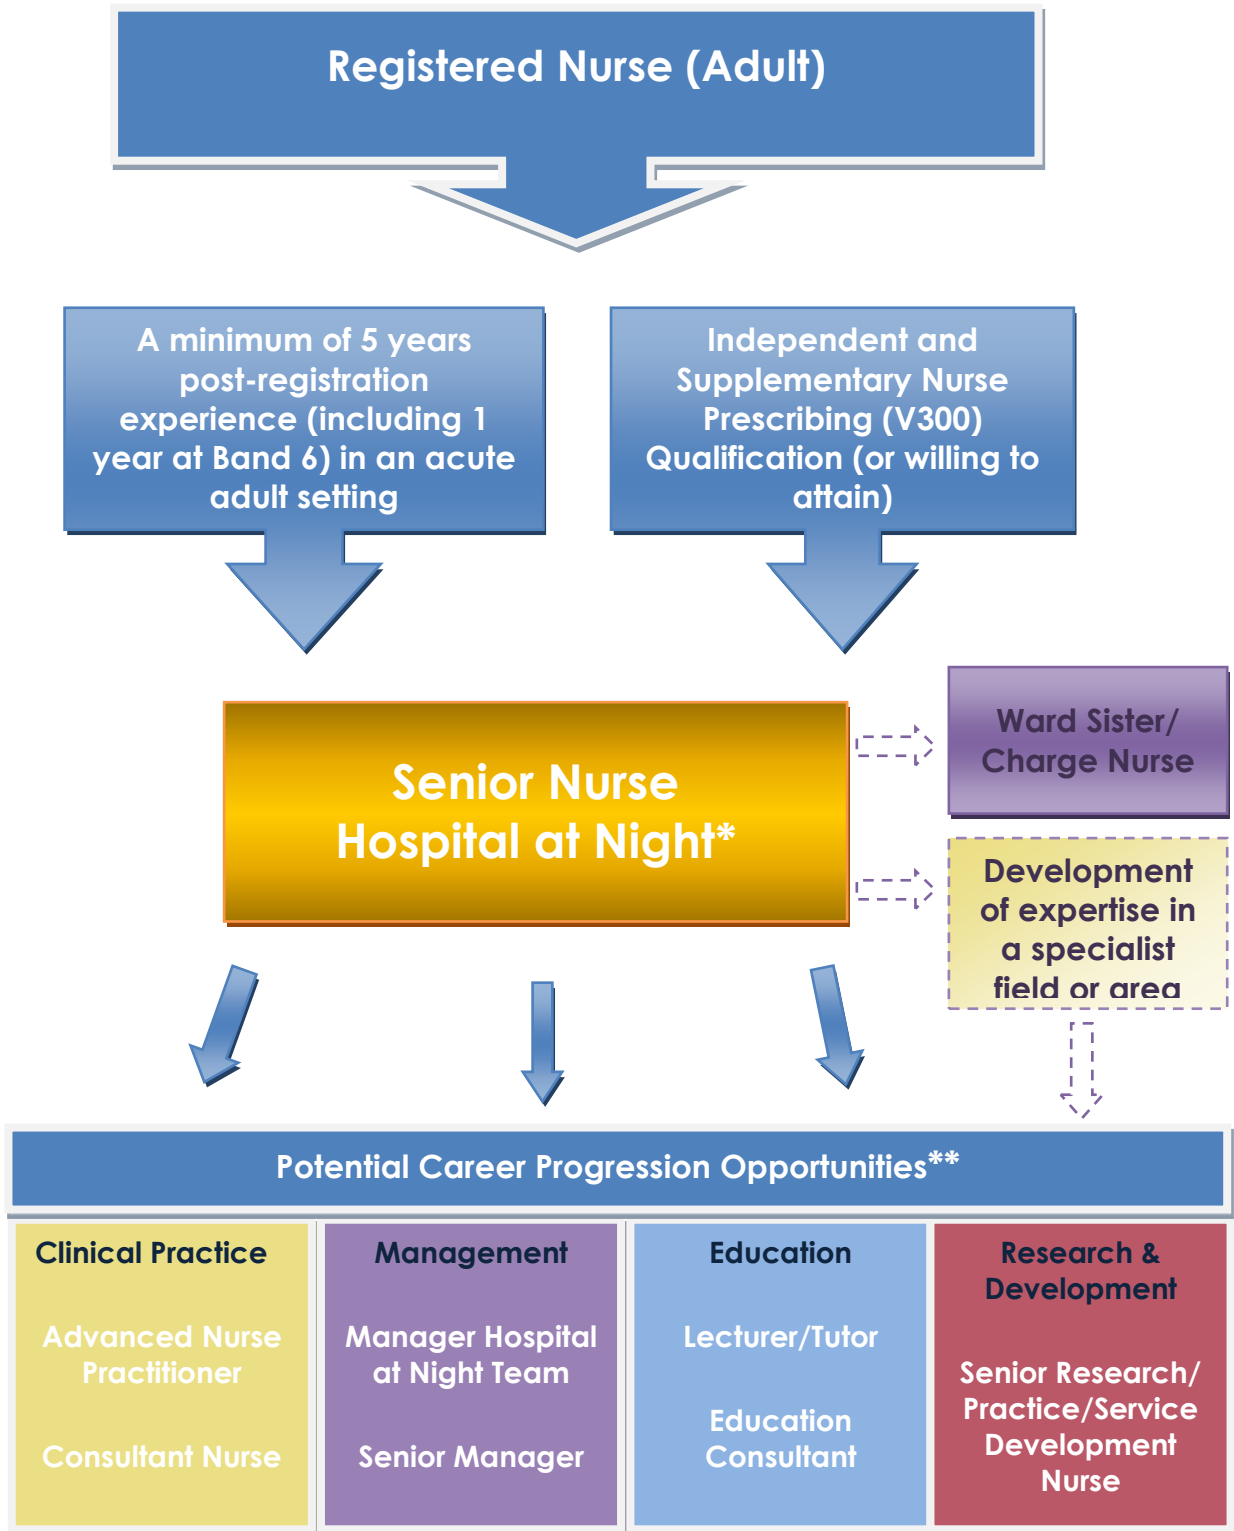 Registered Nurse (Adult)
A minimum of 5 years
post-registration
experience (including 1
year at Band 6) in an acute
adult setting
Independent and
Supplementary Nurse
Prescribing (V300)
Qualification (or willing to
attain)
Senior Nurse
Hospital at Night*
Ward Sister/
Charge Nurse
Development
of expertise in
a specialist
field or area
Potential Career Progression Opportunities**
Clinical Practice
Advanced Nurse
Practitioner
Consultant Nurse
Management
Manager Hospital
at Night Team
Senior Manager
Education
Lecturer/Tutor
Education
Consultant
Research &
Development
Senior Research/
Practice/Service
Development
Nurse